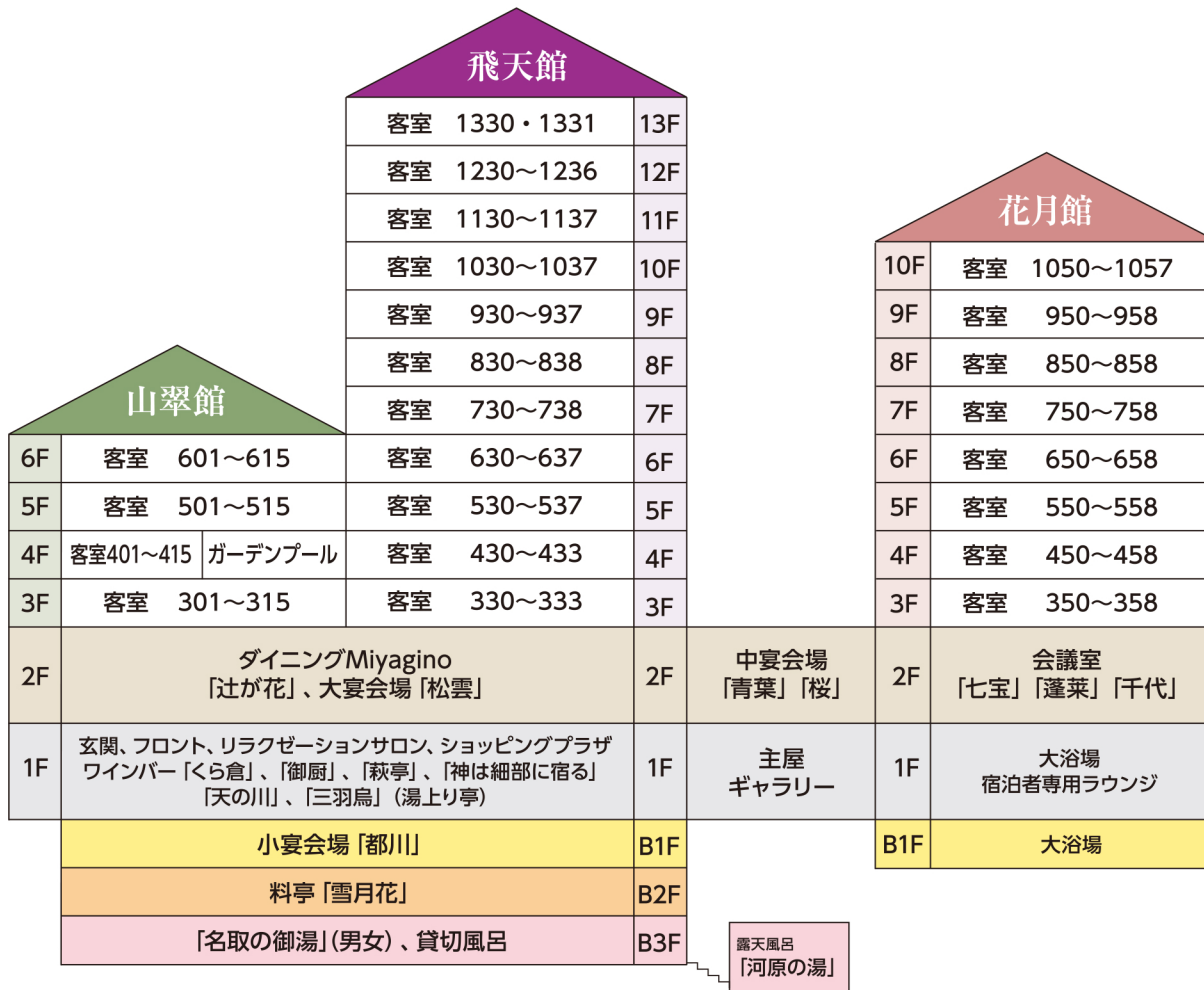 飛天館
客室 1330・1331 13F
客室 1230～1236 12F
客室 1130～1137 11F
客室 1030～1037 10F
客室 930～937 9F
客室 830～838 8F
客室 730～738 7F
客室 630～637 6F
客室 530～537 5F
客室 430～433 4F
客室 330～333 3F
山翠館
6F 客室 601～615
5F 客室 501～515
4F 客室401～415 ガーデンプール
3F 客室 301～315
花月館
10F 客室 1050～1057
9F 客室 950～958
8F 客室 850～858
7F 客室 750～758
6F 客室 650～658
5F 客室 550～558
4F 客室 450～458
3F 客室 350～358
2F
ダイニングMiyagino
「辻が花」、大宴会場「松雲」
2F
中宴会場
「青葉」「桜」
2F
会議室
「七宝」「蓬莱」「千代」
1F
玄関、フロント、リラクゼーションサロン、ショッピングプラザ
ワインバー「くら倉」、「御厨」、「萩亭」、「神は細部に宿る」
「天の川」、「三羽烏」（湯上り亭）
1F
主屋
ギャラリー
1F
大浴場
宿泊者専用ラウンジ
小宴会場「都川」 B1F
B1F 大浴場
料亭「雪月花」 B2F
「名取の御湯」（男女）、貸切風呂 B3F
露天風呂
「河原の湯」